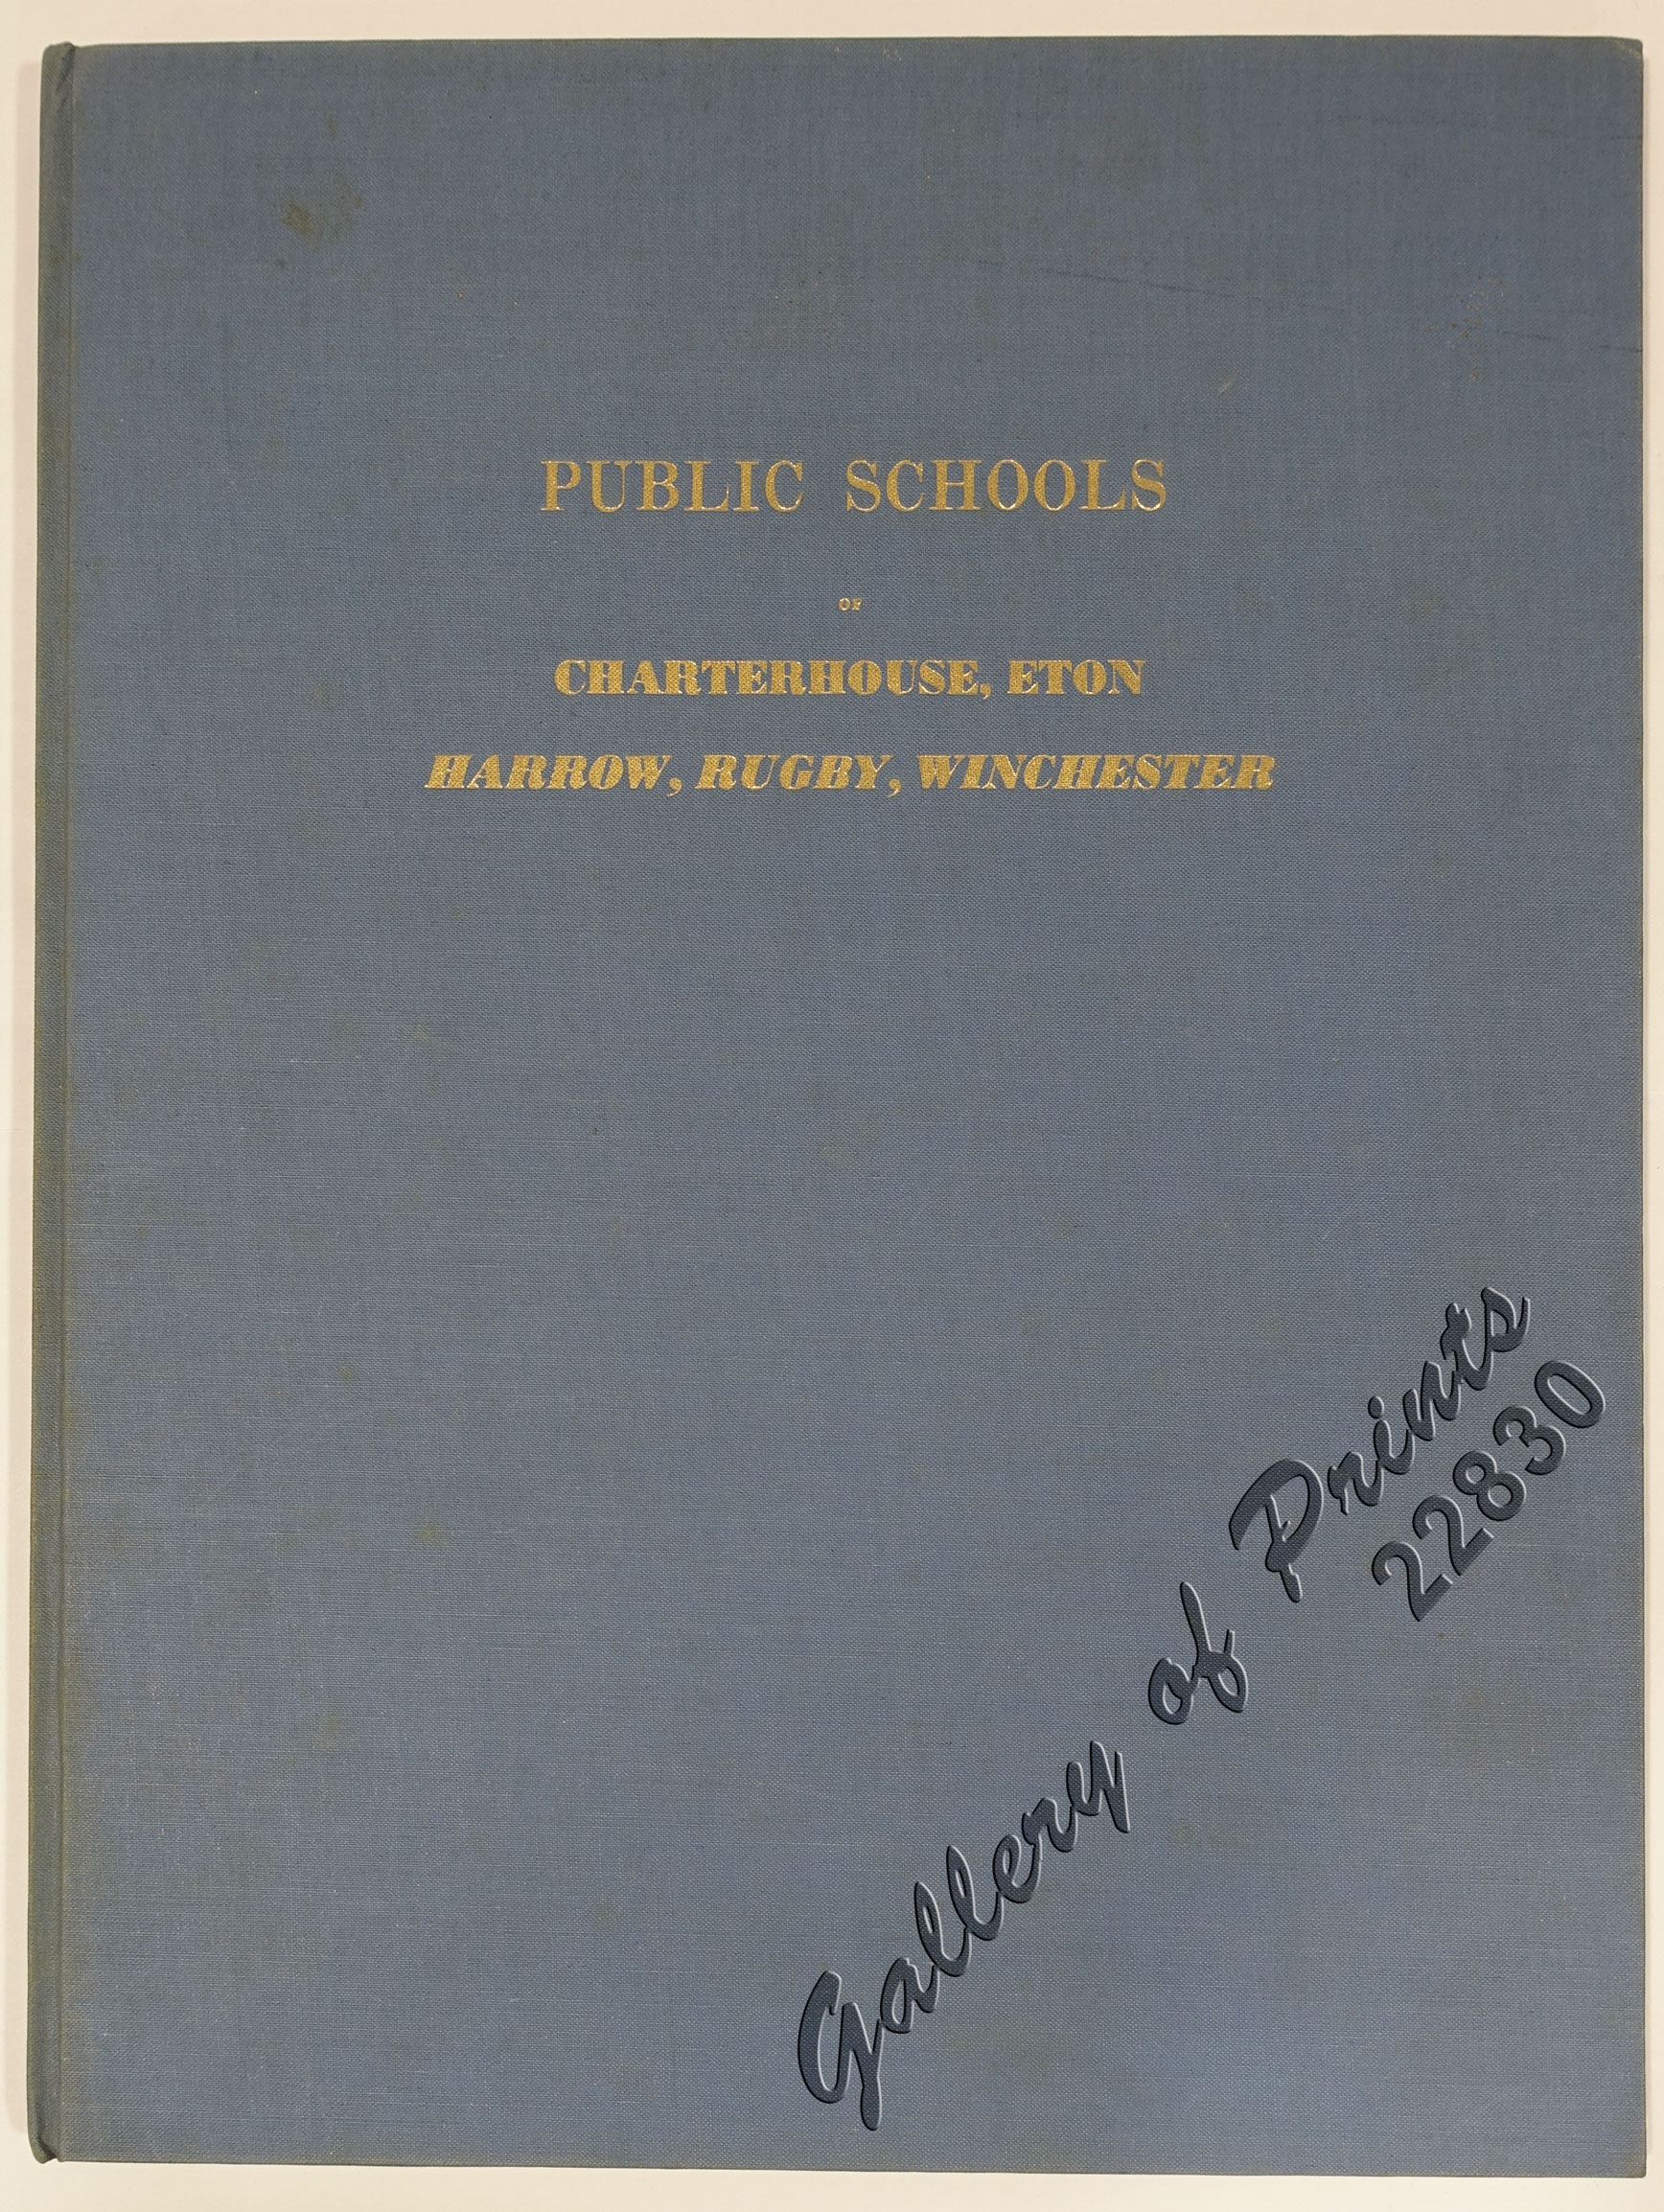 PUBLIC SCHOOLS
OF
CHARTERHOUSE, ETON
HARROW, RUGBY, WINCHESTER
Gallery of Prints
22830